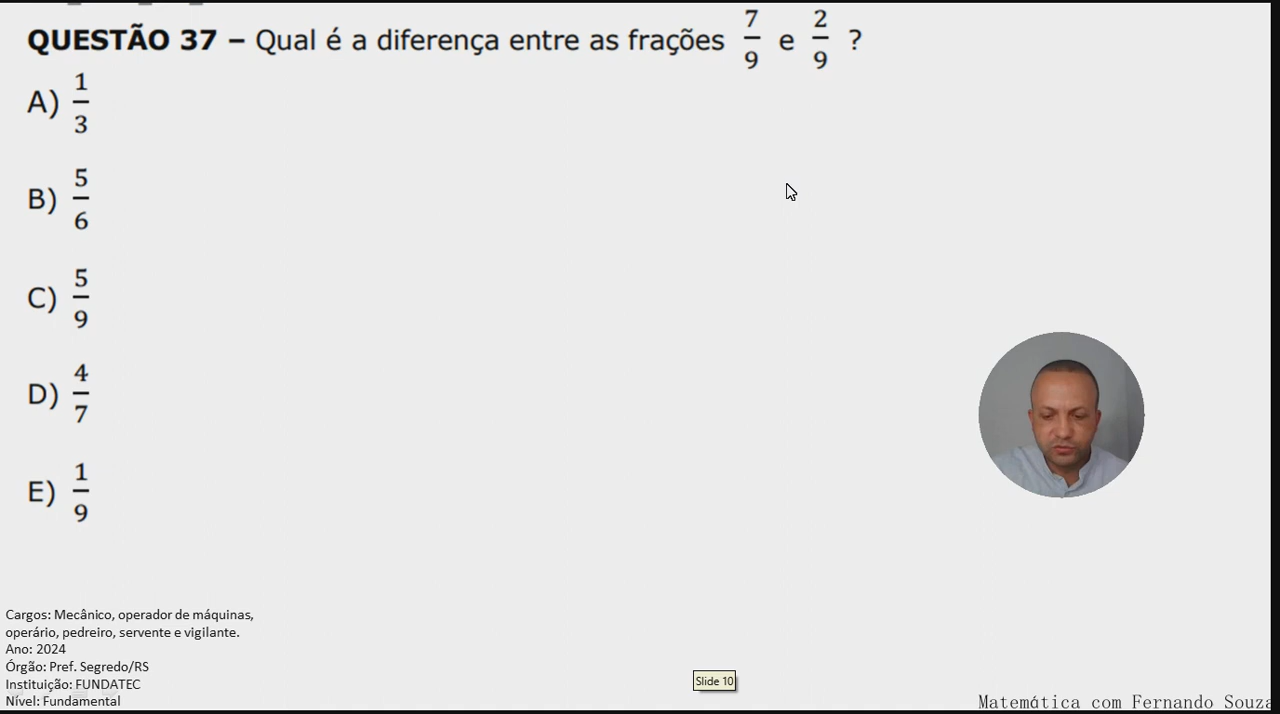 QUESTÃO 37 – Qual é a diferença entre as frações 7/9 e 2/9 ?
A) 1/3
B) 5/6
C) 5/9
D) 4/7
E) 1/9
Cargos: Mecânico, operador de máquinas,
operário, pedreiro, servente e vigilante.
Ano: 2024
Órgão: Pref. Segredo/RS
Instituição: FUNDATEC
Nível: Fundamental
Slide 10
Matemática com Fernando Souza